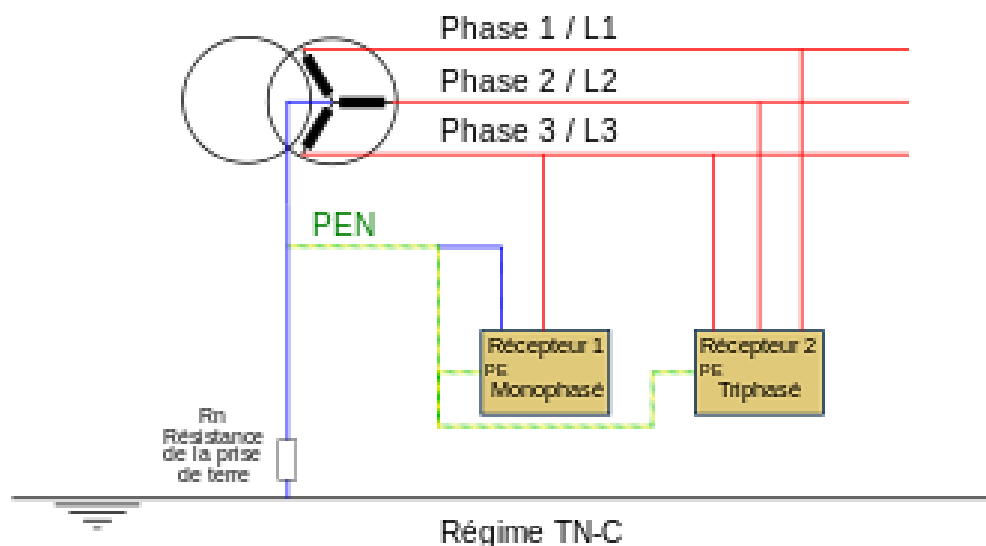 Phase 1 / L1
Phase 2 / L2
Phase 3 / L3
PEN
Récepteur 1
PE
Monophasé
Récepteur 2
PE
Triphasé
Rn
Résistance
de la prise
de terre
Régime TN-C